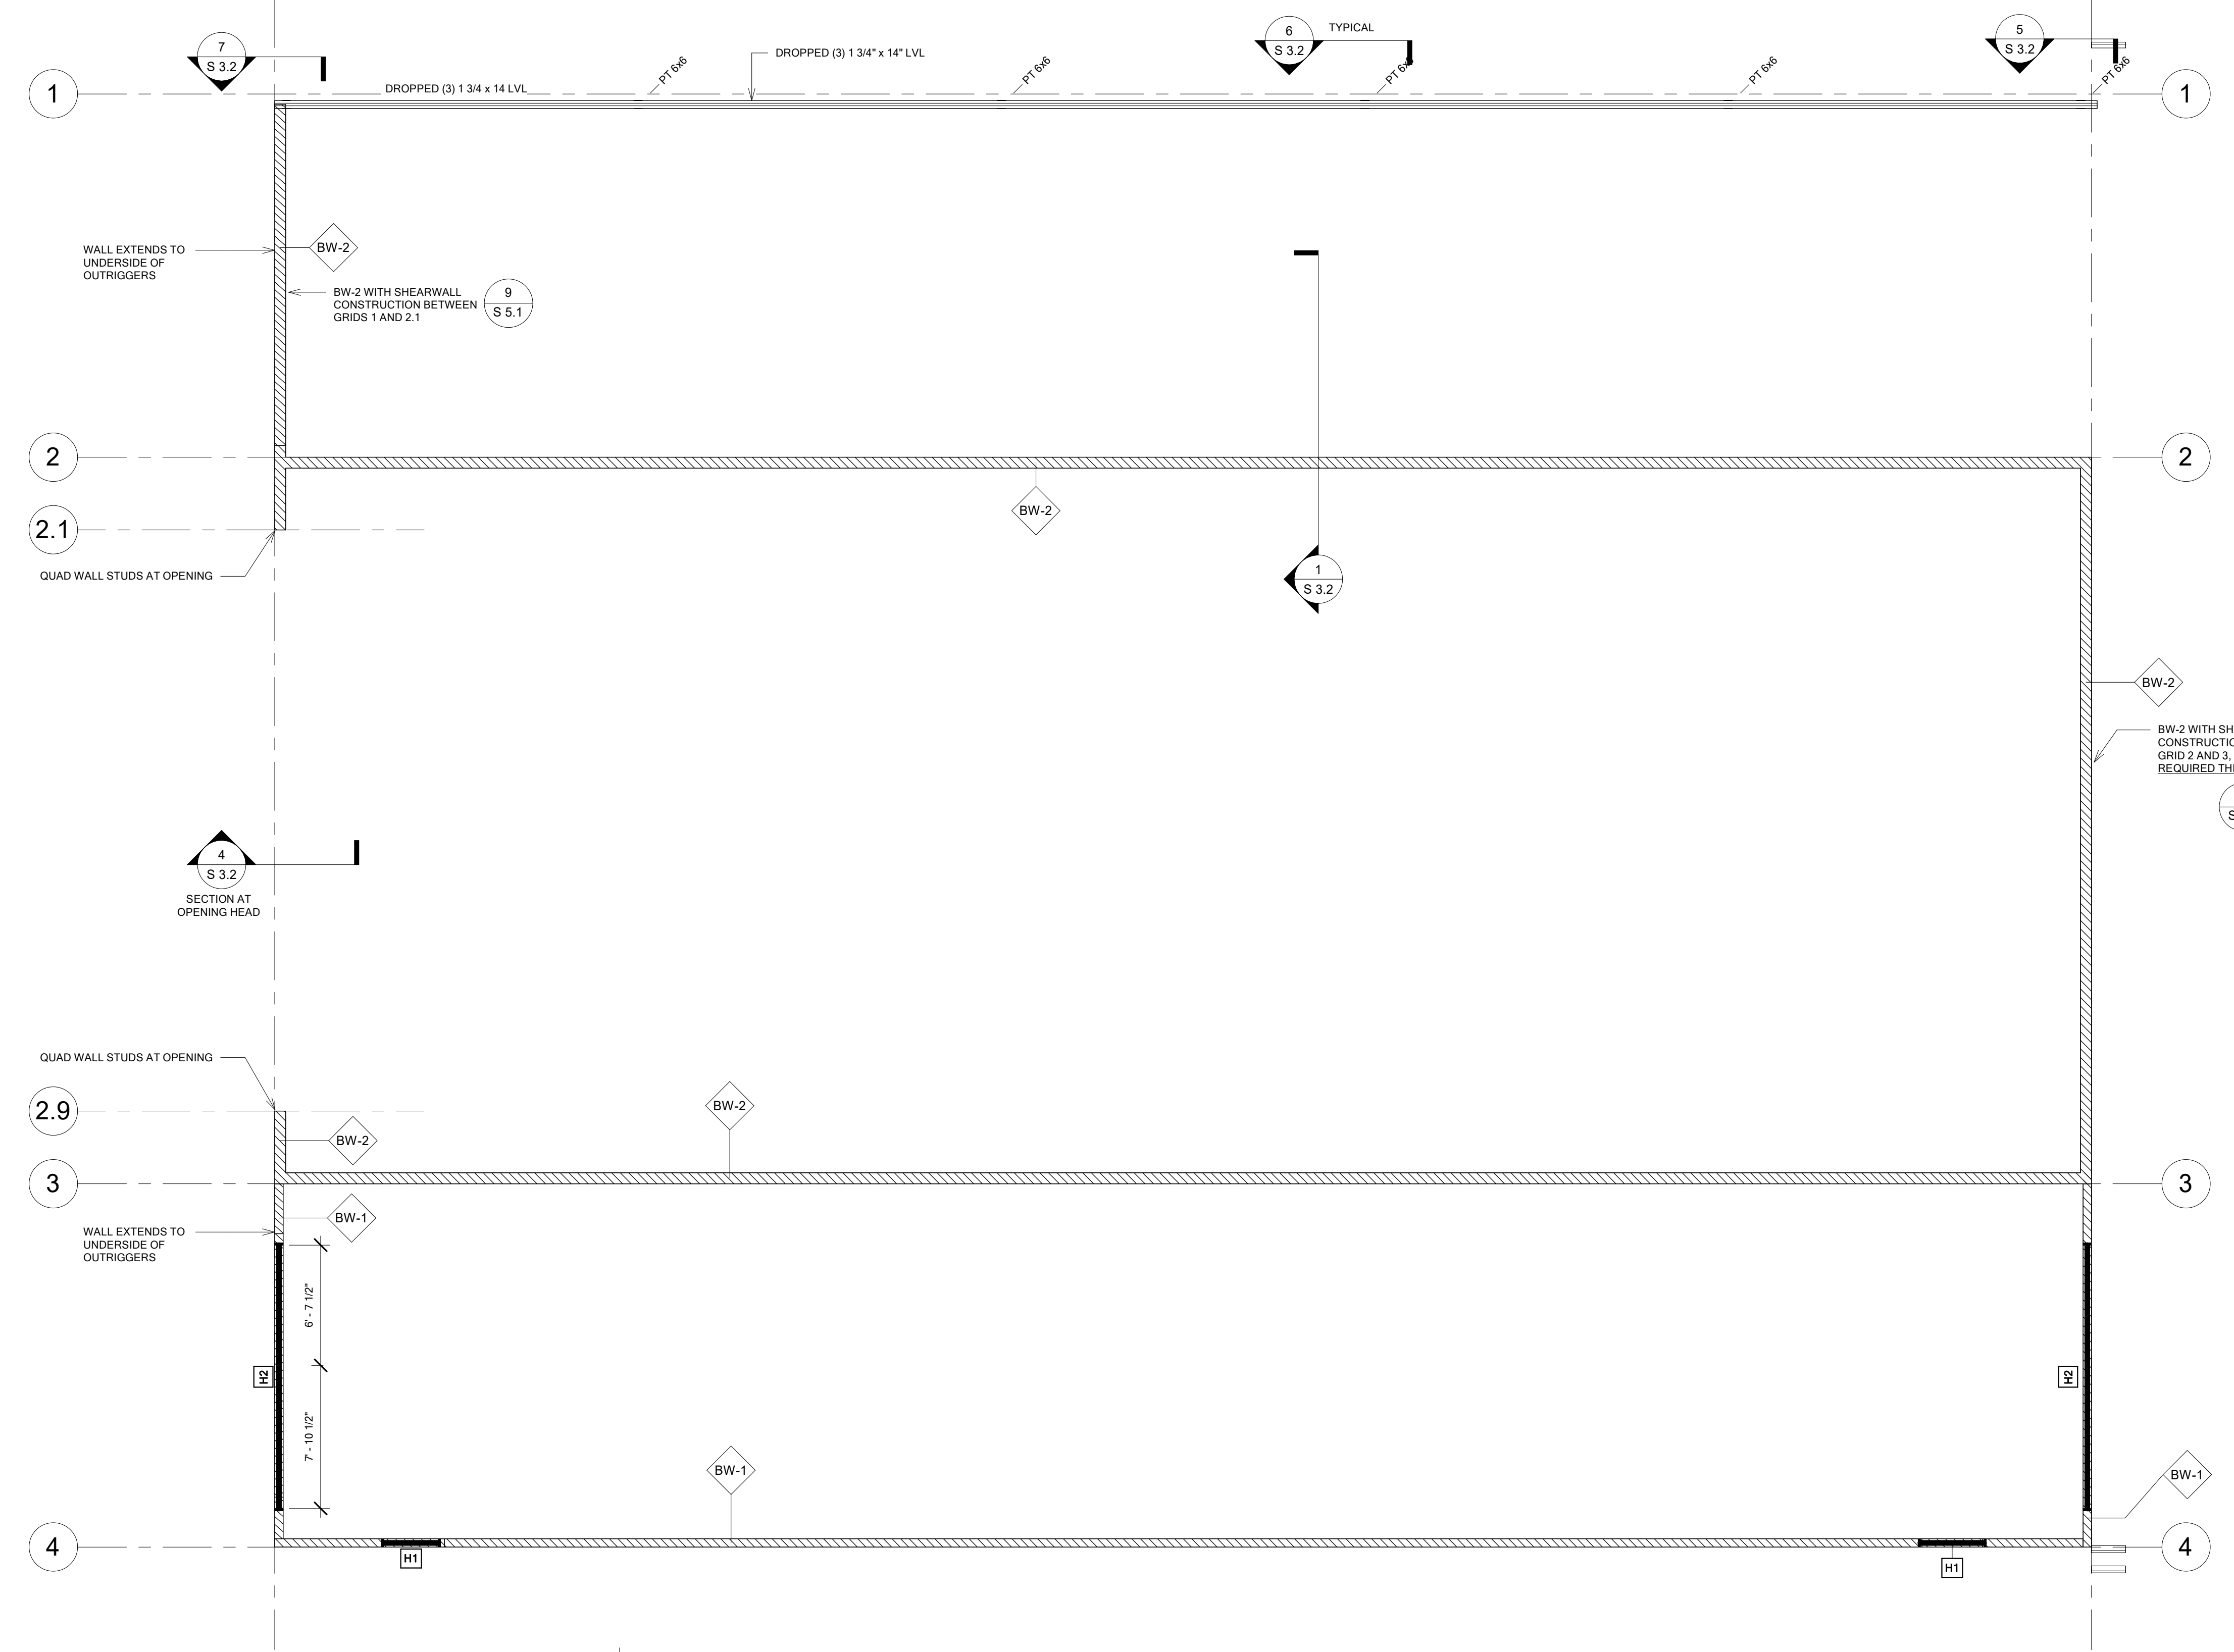 7
S 3.2
6
S 3.2
TYPICAL
5
S 3.2
DROPPED (3) 1 3/4" x 14" LVL
DROPPED (3) 1 3/4 x 14 LVL
PT 6x6
PT 6x6
PT 6x6
PT 6x6
PT 6x6
1
1
WALL EXTENDS TO
UNDERSIDE OF
OUTRIGGERS
BW-2
BW-2 WITH SHEARWALL
CONSTRUCTION BETWEEN
GRIDS 1 AND 2.1
9
S 5.1
2
2
BW-2
2.1
QUAD WALL STUDS AT OPENING
1
S 3.2
BW-2
BW-2 WITH SH
CONSTRUCTIO
GRID 2 AND 3,
REQUIRED TH
S
4
S 3.2
SECTION AT
OPENING HEAD
QUAD WALL STUDS AT OPENING
2.9
BW-2
BW-2
3
3
BW-1
WALL EXTENDS TO
UNDERSIDE OF
OUTRIGGERS
6' - 7 1/2"
H2
H2
7' - 10 1/2"
BW-1
BW-1
4
4
H1
H1